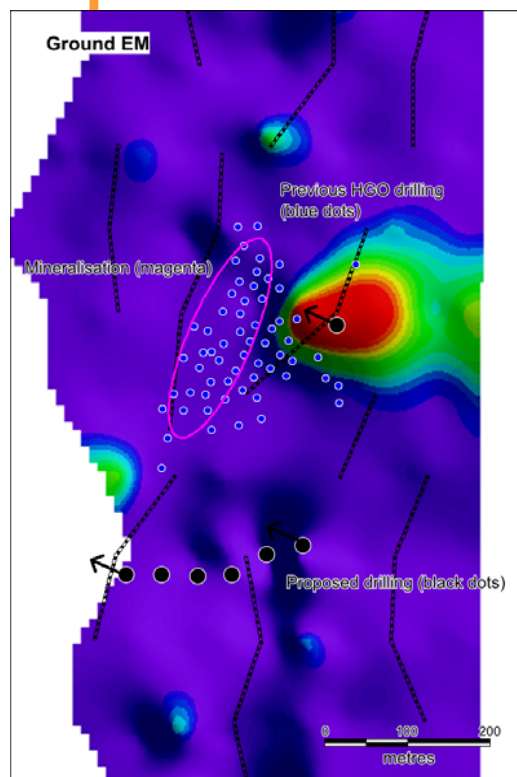 Ground EM
Previous HGO drilling
(blue dots)
Mineralisation (magenta)
Proposed drilling (black dots)
0 100 200
metres